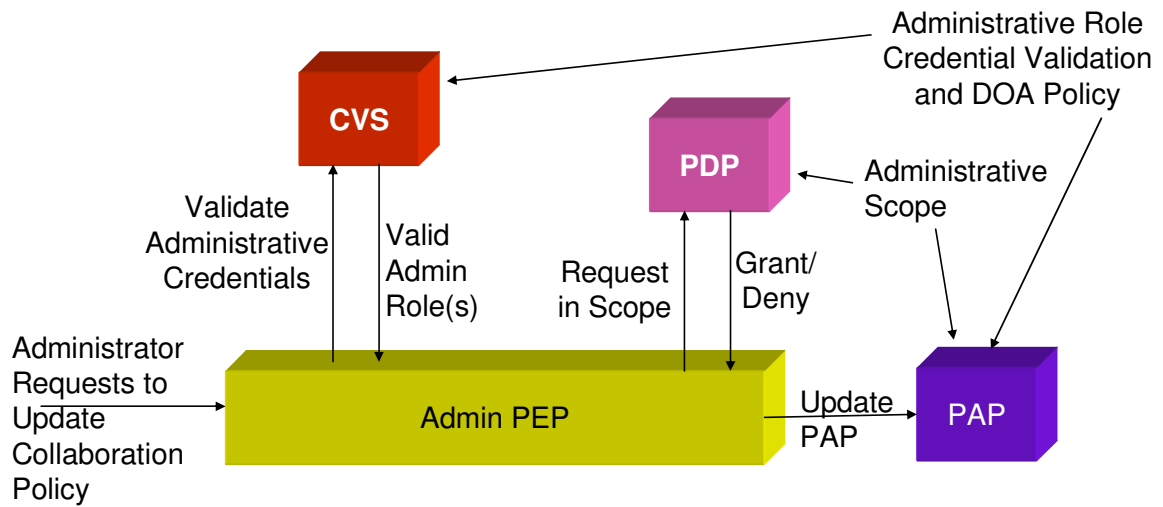 Administrative Role
Credential Validation
and DOA Policy
CVS
PDP
Administrative
Scope
Validate
Administrative
Credentials
Valid
Admin
Role(s)
Request
in Scope
Grant/
Deny
Administrator
Requests to
Update
Collaboration
Policy
Admin PEP
Update
PAP
PAP